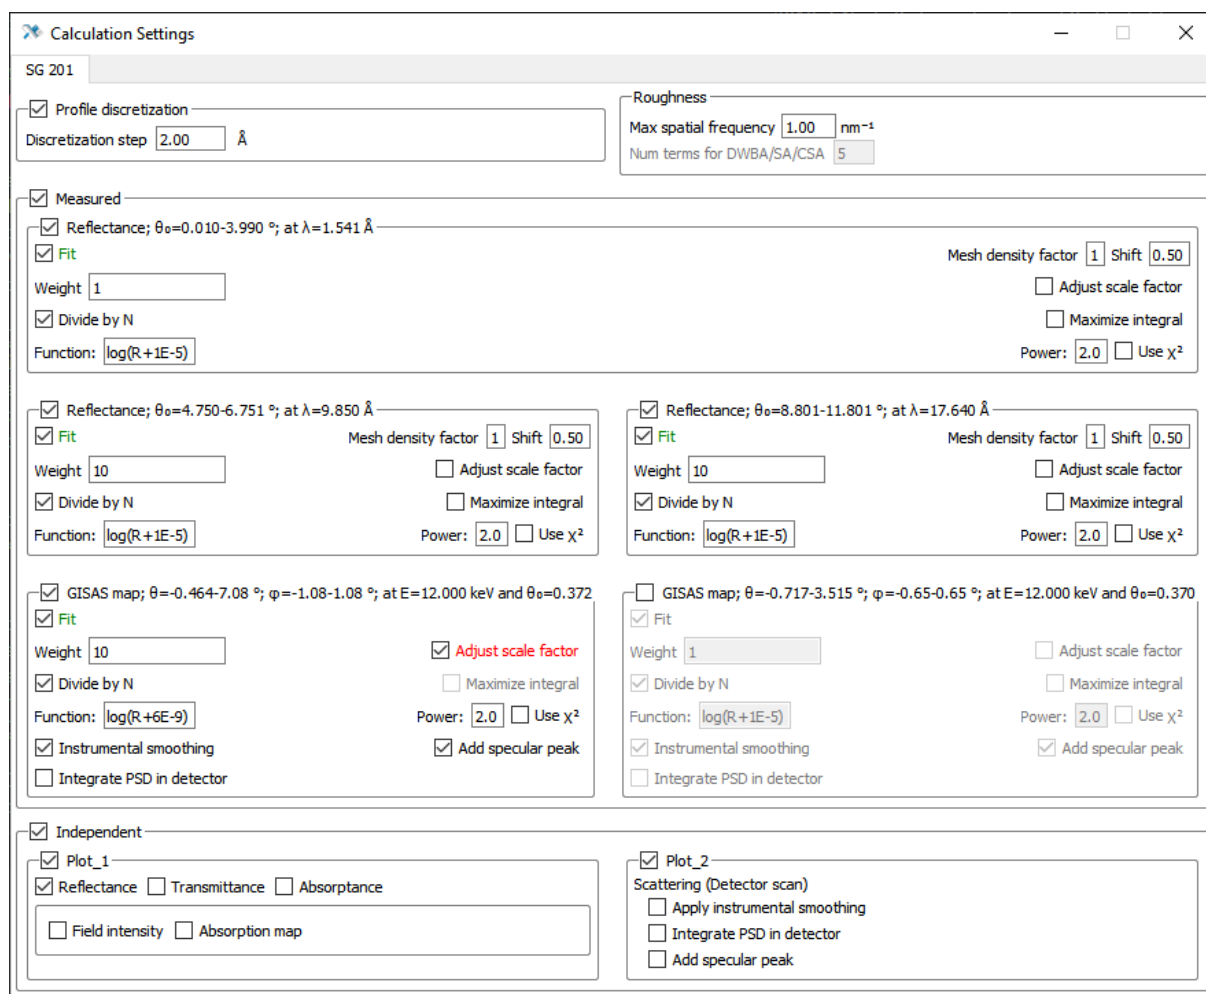 Calculation Settings
SG 201
Profile discretization
Discretization step 2.00 Å
Roughness
Max spatial frequency 1.00 nm⁻¹
Num terms for DWBA/SA/CSA 5
Measured
Reflectance; θ₀=0.010-3.990 °; at λ=1.541 Å
Fit
Mesh density factor 1 Shift 0.50
Weight 1
Adjust scale factor
Divide by N
Maximize integral
Function: log(R+1E-5)
Power: 2.0 Use χ²
Reflectance; θ₀=4.750-6.751 °; at λ=9.850 Å
Fit
Mesh density factor 1 Shift 0.50
Weight 10
Adjust scale factor
Divide by N
Maximize integral
Function: log(R+1E-5)
Power: 2.0 Use χ²
Reflectance; θ₀=8.801-11.801 °; at λ=17.640 Å
Fit
Mesh density factor 1 Shift 0.50
Weight 10
Adjust scale factor
Divide by N
Maximize integral
Function: log(R+1E-5)
Power: 2.0 Use χ²
GISAS map; θ=-0.464-7.08 °; φ=-1.08-1.08 °; at E=12.000 keV and θ₀=0.372
Fit
Weight 10
Adjust scale factor
Divide by N
Maximize integral
Function: log(R+6E-9)
Power: 2.0 Use χ²
Instrumental smoothing
Add specular peak
Integrate PSD in detector
GISAS map; θ=-0.717-3.515 °; φ=-0.65-0.65 °; at E=12.000 keV and θ₀=0.370
Fit
Weight 1
Adjust scale factor
Divide by N
Maximize integral
Function: log(R+1E-5)
Power: 2.0 Use χ²
Instrumental smoothing
Add specular peak
Integrate PSD in detector
Independent
Plot_1
Reflectance Transmittance Absorptance
Field intensity Absorption map
Plot_2
Scattering (Detector scan)
Apply instrumental smoothing
Integrate PSD in detector
Add specular peak